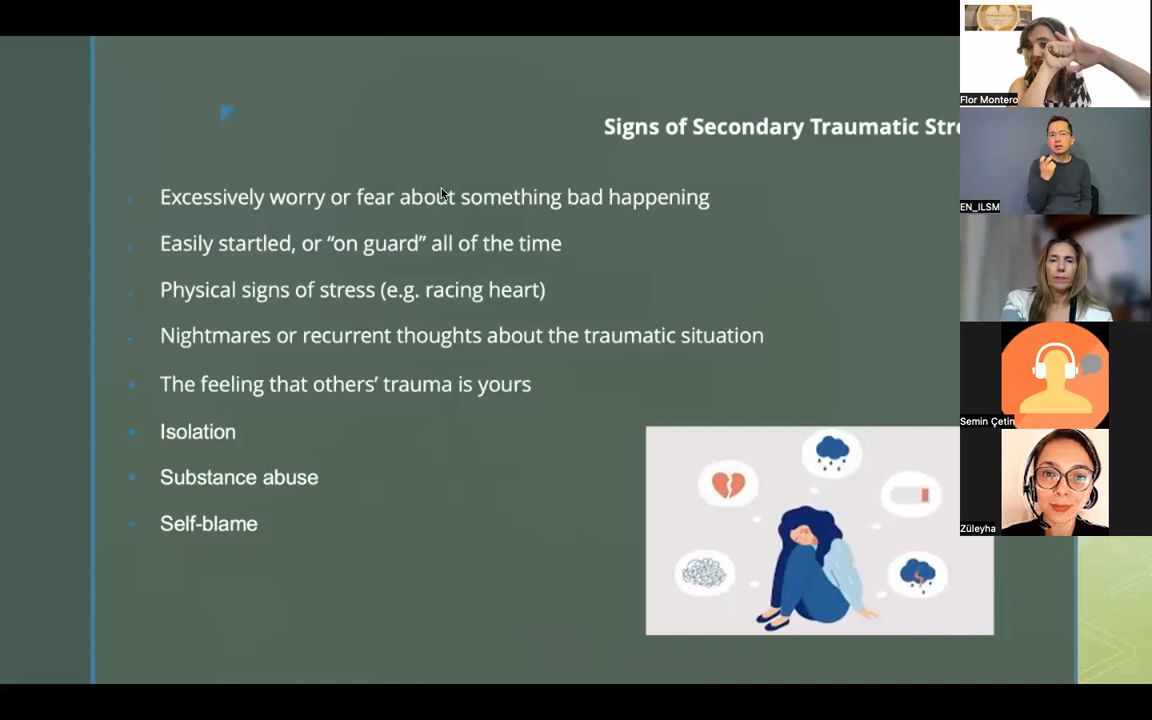 Signs of Secondary Traumatic Stre
Excessively worry or fear about something bad happening
Easily startled, or “on guard” all of the time
Physical signs of stress (e.g. racing heart)
Nightmares or recurrent thoughts about the traumatic situation
The feeling that others’ trauma is yours
Isolation
Substance abuse
Self-blame
Flor Montero
EN_ILSM
Semin Çetin
Züleyha